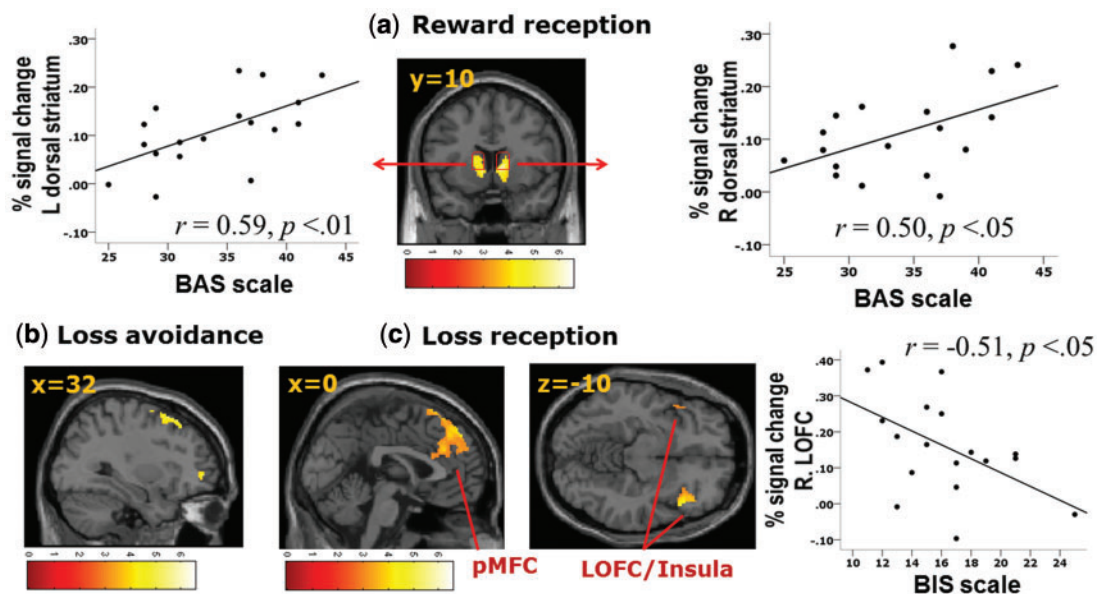 (a) Reward reception
% signal change
L dorsal striatum
.30
.20
.10
.00
-.10
25 30 35 40 45
r = 0.59, p <.01
BAS scale
y=10
0 1 2 3 4 5 6
% signal change
R dorsal striatum
.30
.20
.10
.00
-.10
25 30 35 40 45
r = 0.50, p <.05
BAS scale
(b) Loss avoidance
x=32
0 1 2 3 4 5 6
(c) Loss reception
x=0
0 1 2 3 4 5 6
pMFC
z=-10
LOFC/Insula
r = -0.51, p <.05
% signal change
R. LOFC
.40
.30
.20
.10
.00
-.10
10 12 14 16 18 20 22 24
BIS scale